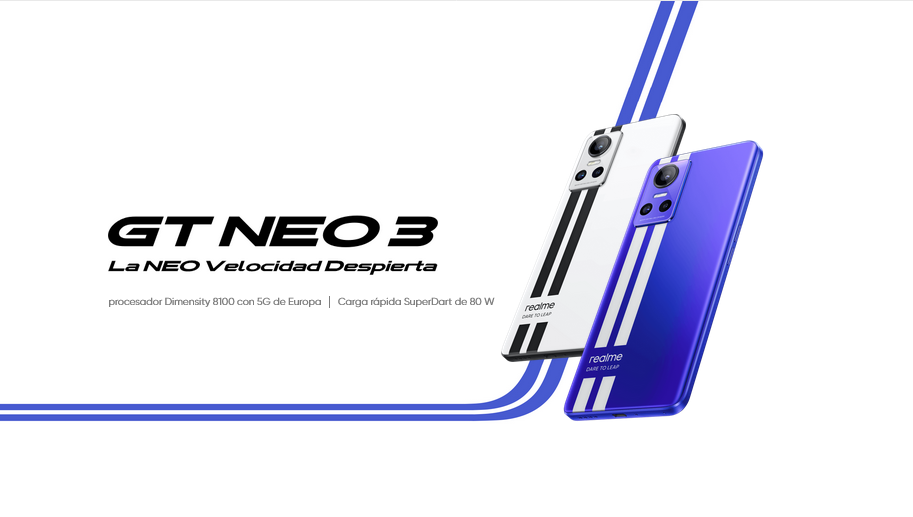 GT NEO 3
La NEO Velocidad Despierta
procesador Dimensity 8100 con 5G de Europa | Carga rápida SuperDart de 80 W
realme
DARE TO LEAP
realme
DARE TO LEAP